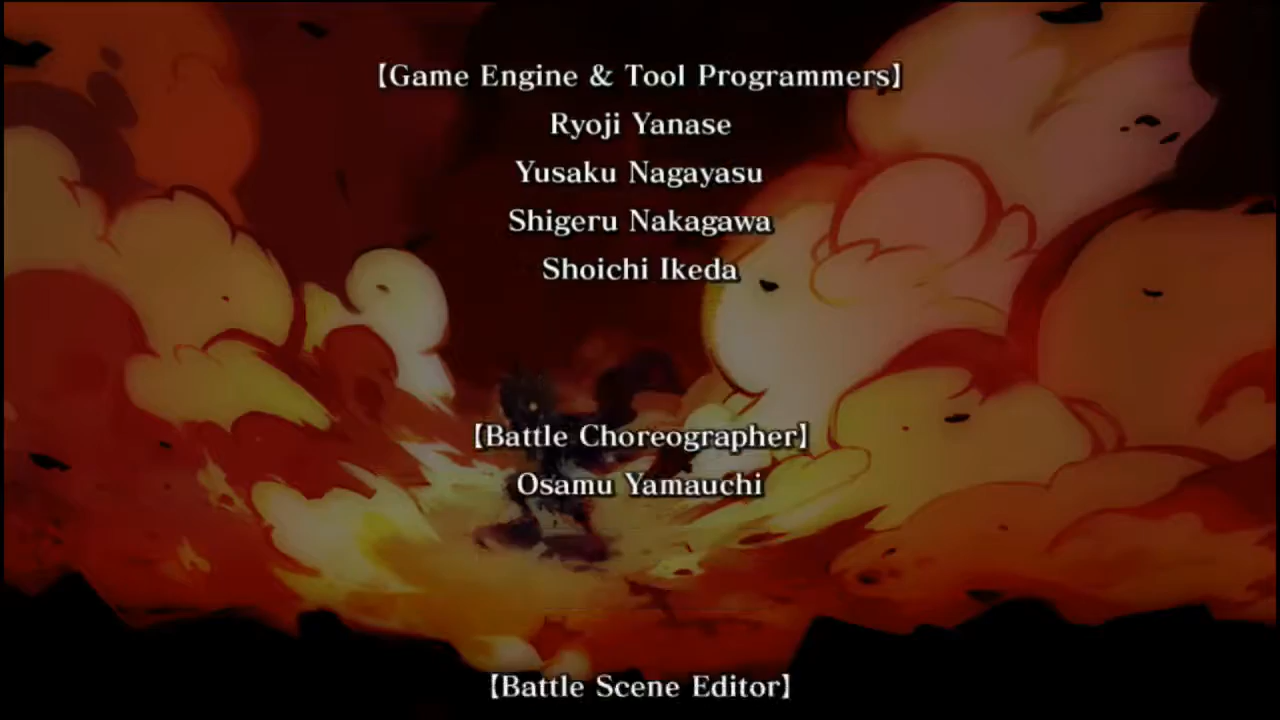 【Game Engine & Tool Programmers】
Ryoji Yanase
Yusaku Nagayasu
Shigeru Nakagawa
Shoichi Ikeda
【Battle Choreographer】
Osamu Yamauchi
【Battle Scene Editor】